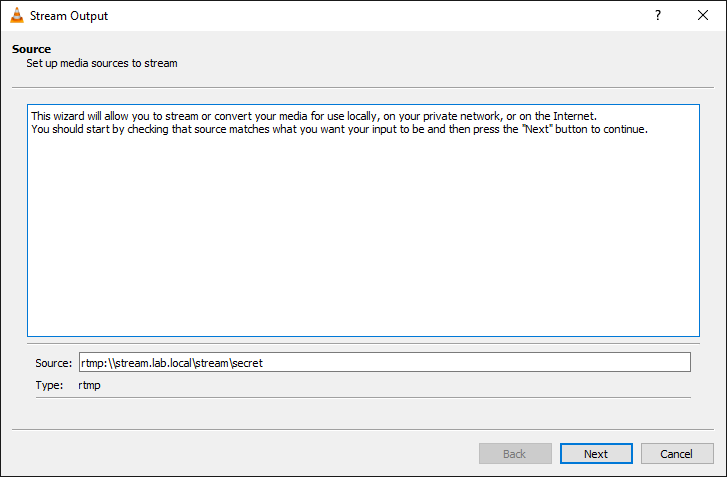 Stream Output
Source
Set up media sources to stream
This wizard will allow you to stream or convert your media for use locally, on your private network, or on the Internet.
You should start by checking that source matches what you want your input to be and then press the "Next" button to continue.
Source: rtmp:\\stream.lab.local\stream\secret
Type: rtmp
Back Next Cancel